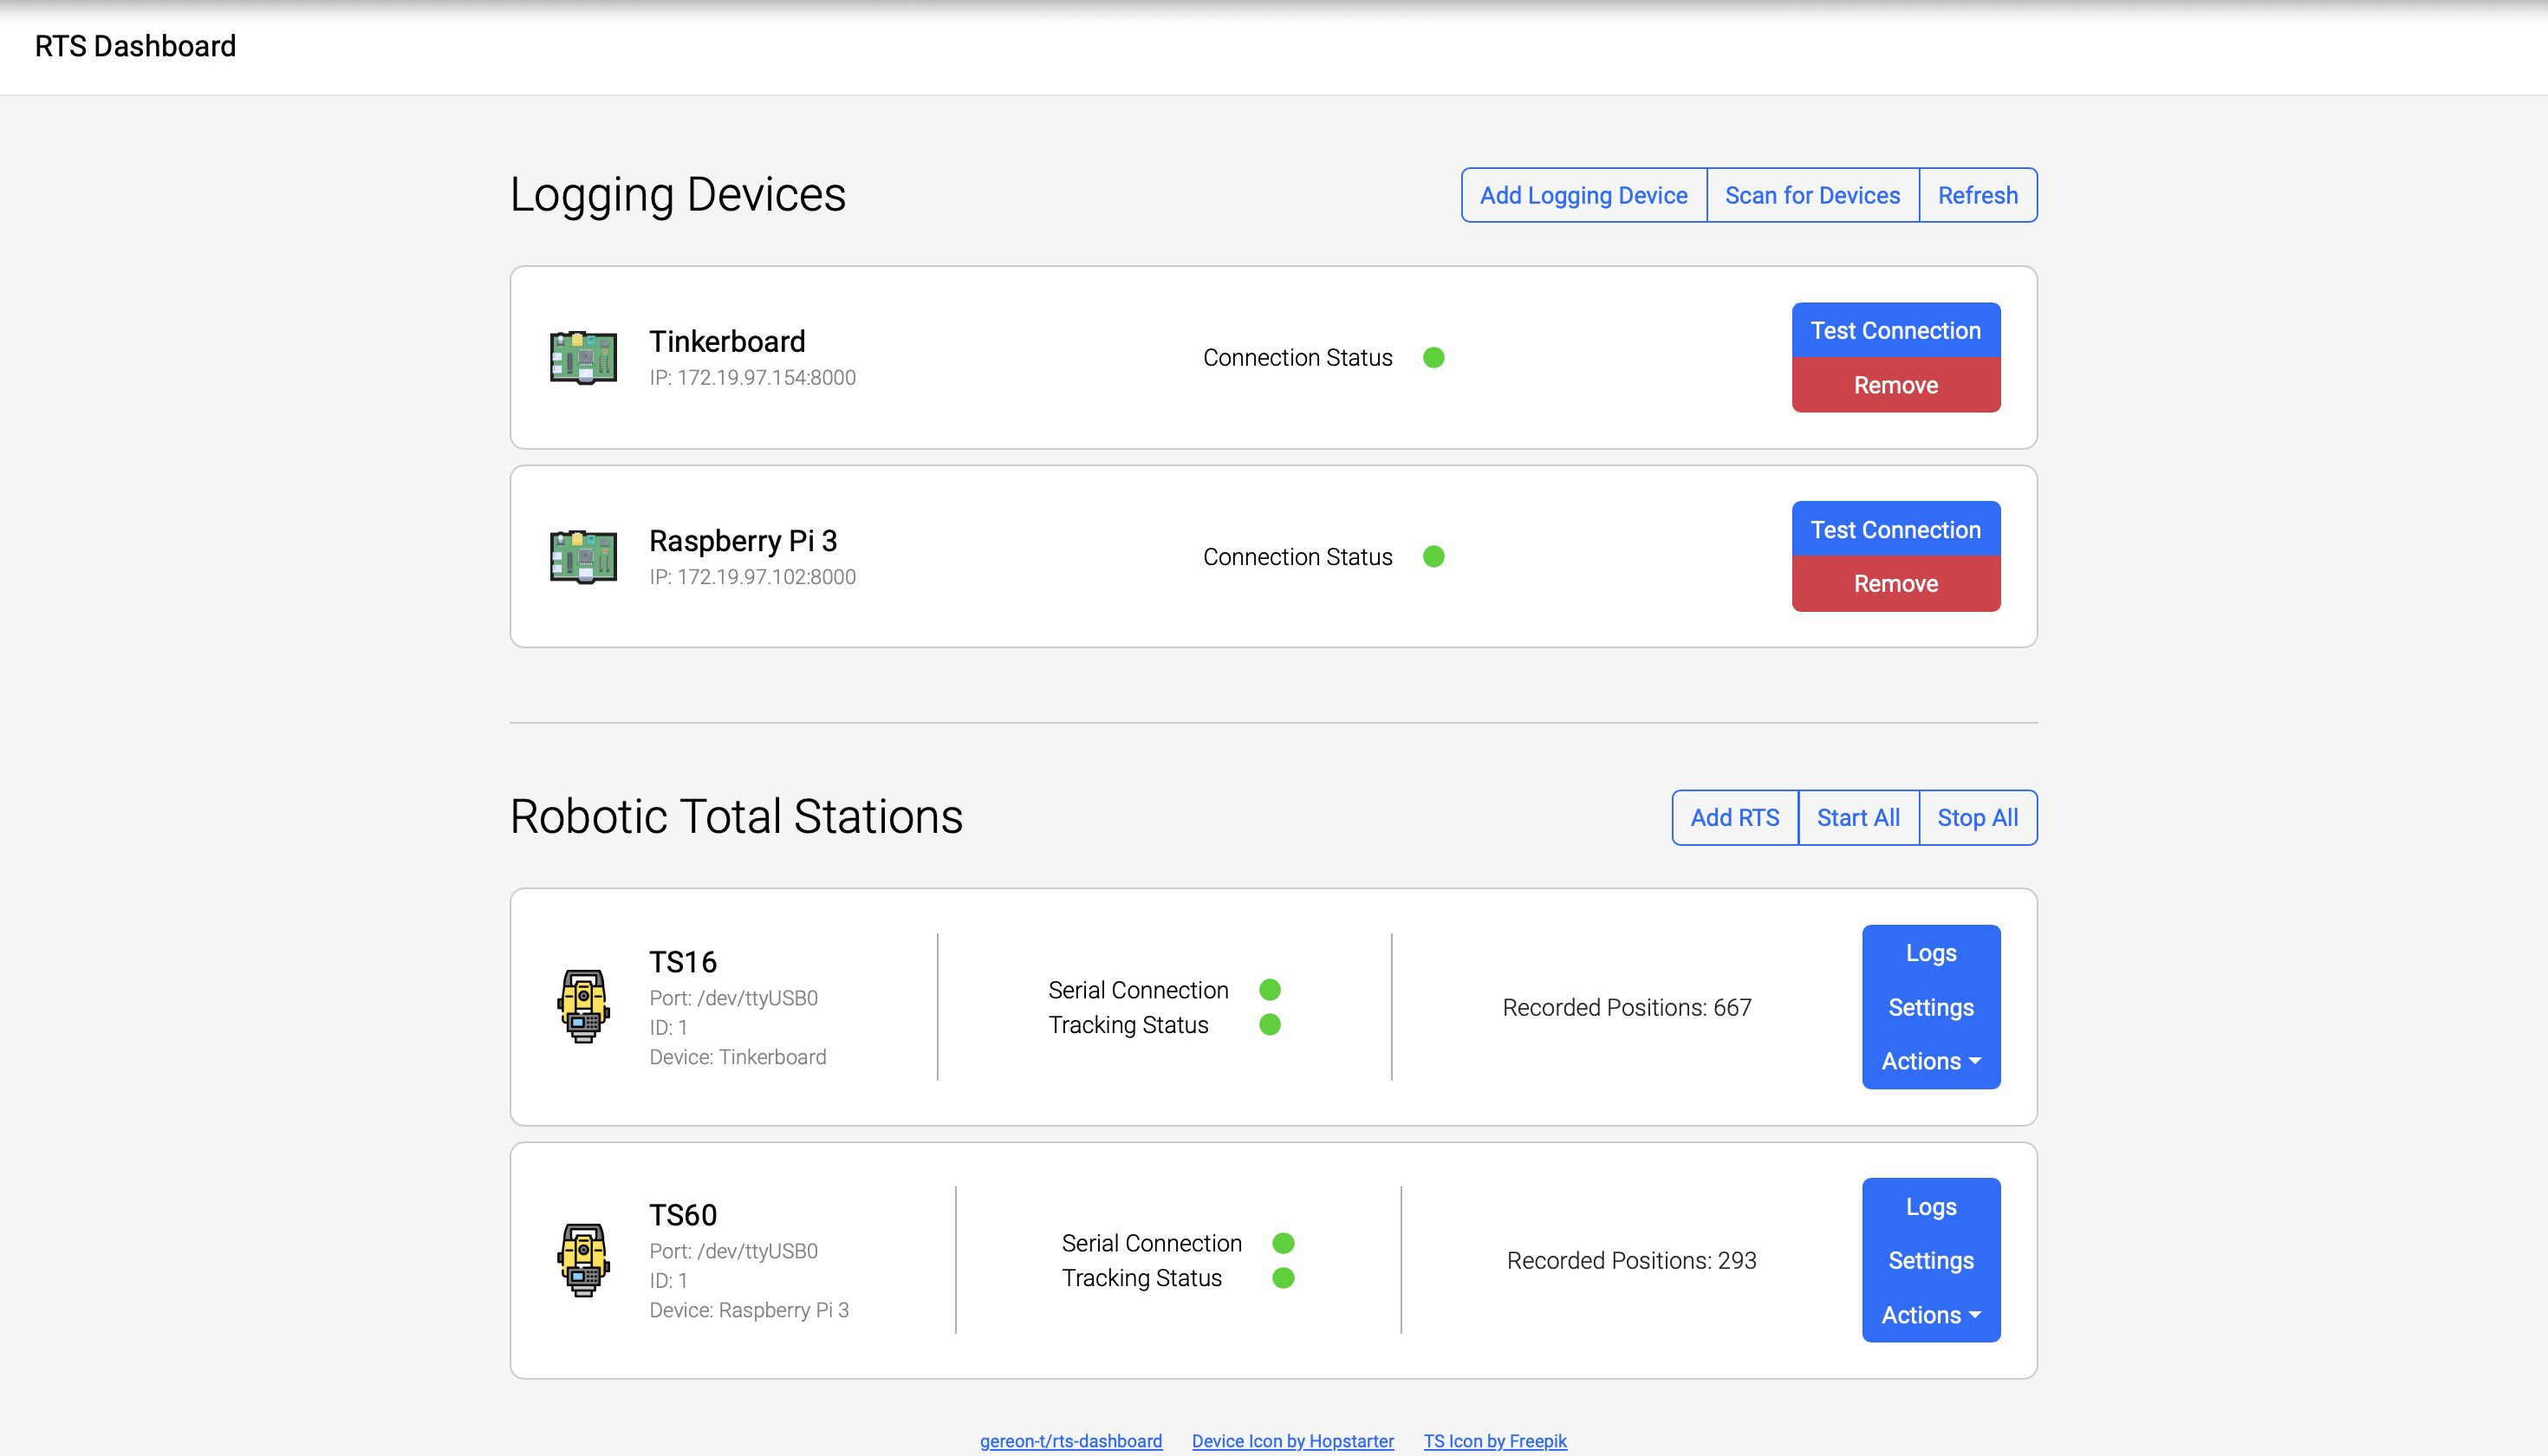 RTS Dashboard
Logging Devices
Add Logging Device Scan for Devices Refresh
Tinkerboard
IP: 172.19.97.154:8000
Connection Status
Test Connection
Remove
Raspberry Pi 3
IP: 172.19.97.102:8000
Connection Status
Test Connection
Remove
Robotic Total Stations
Add RTS Start All Stop All
TS16
Port: /dev/ttyUSB0
ID: 1
Device: Tinkerboard
Serial Connection
Tracking Status
Recorded Positions: 667
Logs
Settings
Actions
TS60
Port: /dev/ttyUSB0
ID: 1
Device: Raspberry Pi 3
Serial Connection
Tracking Status
Recorded Positions: 293
Logs
Settings
Actions
gereon-t/rts-dashboard Device Icon by Hopstarter TS Icon by Freepik